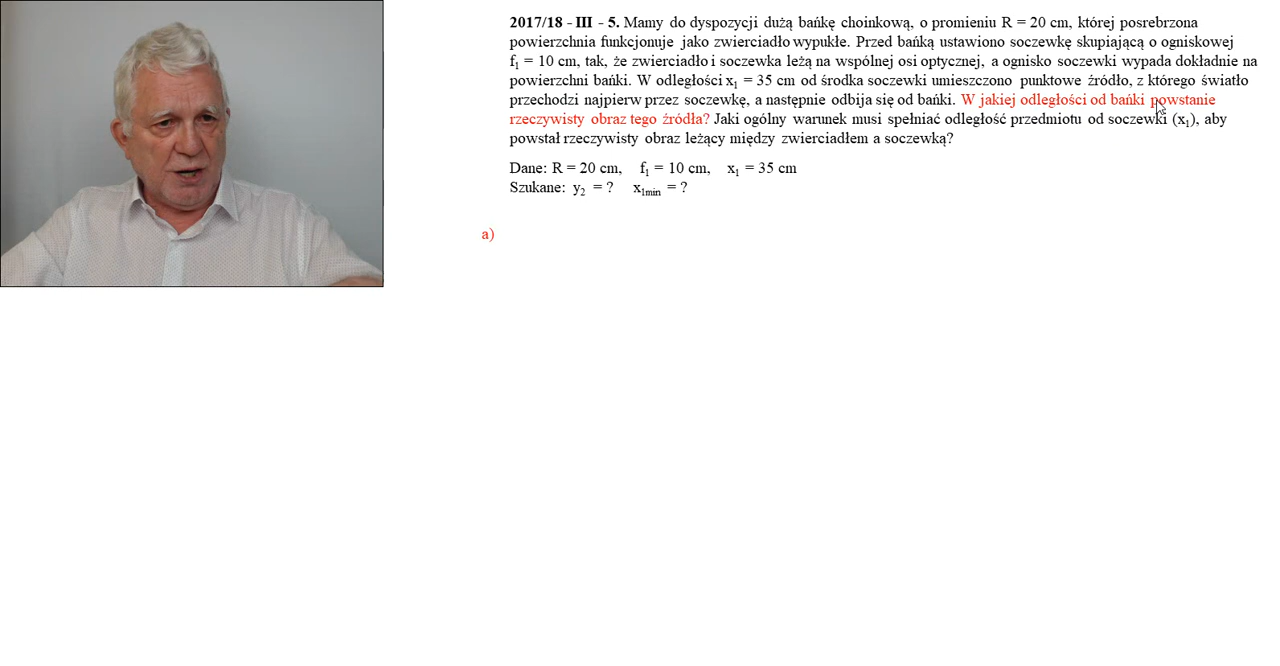 2017/18 - III - 5. Mamy do dyspozycji dużą bańkę choinkową, o promieniu R = 20 cm, której posrebrzona
powierzchnia funkcjonuje jako zwierciadło wypukłe. Przed bańką ustawiono soczewkę skupiającą o ogniskowej
f₁ = 10 cm, tak, że zwierciadło i soczewka leżą na wspólnej osi optycznej, a ognisko soczewki wypada dokładnie na
powierzchni bańki. W odległości x₁ = 35 cm od środka soczewki umieszczono punktowe źródło, z którego światło
przechodzi najpierw przez soczewkę, a następnie odbija się od bańki. W jakiej odległości od bańki powstanie
rzeczywisty obraz tego źródła? Jaki ogólny warunek musi spełniać odległość przedmiotu od soczewki (x₁), aby
powstał rzeczywisty obraz leżący między zwierciadłem a soczewką?
Dane: R = 20 cm, f₁ = 10 cm, x₁ = 35 cm
Szukane: y₂ = ? x₁ₘᵢₙ = ?
a)